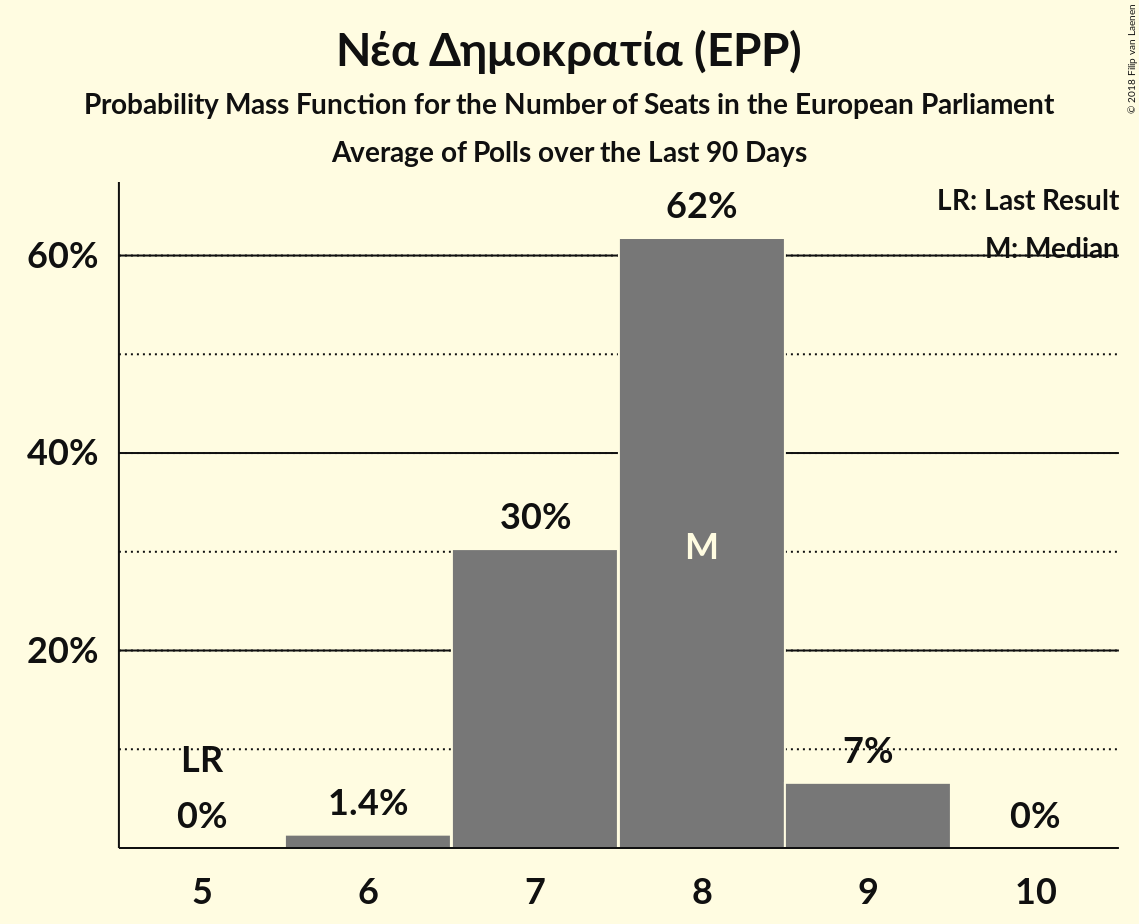 Νέα Δημοκρατία (EPP)
Probability Mass Function for the Number of Seats in the European Parliament
Average of Polls over the Last 90 Days
© 2018 Filip van Laenen
LR: Last Result
M: Median
62%
60%
40%
30%
M
20%
LR
7%
0%
1.4%
0%
5 6 7 8 9 10